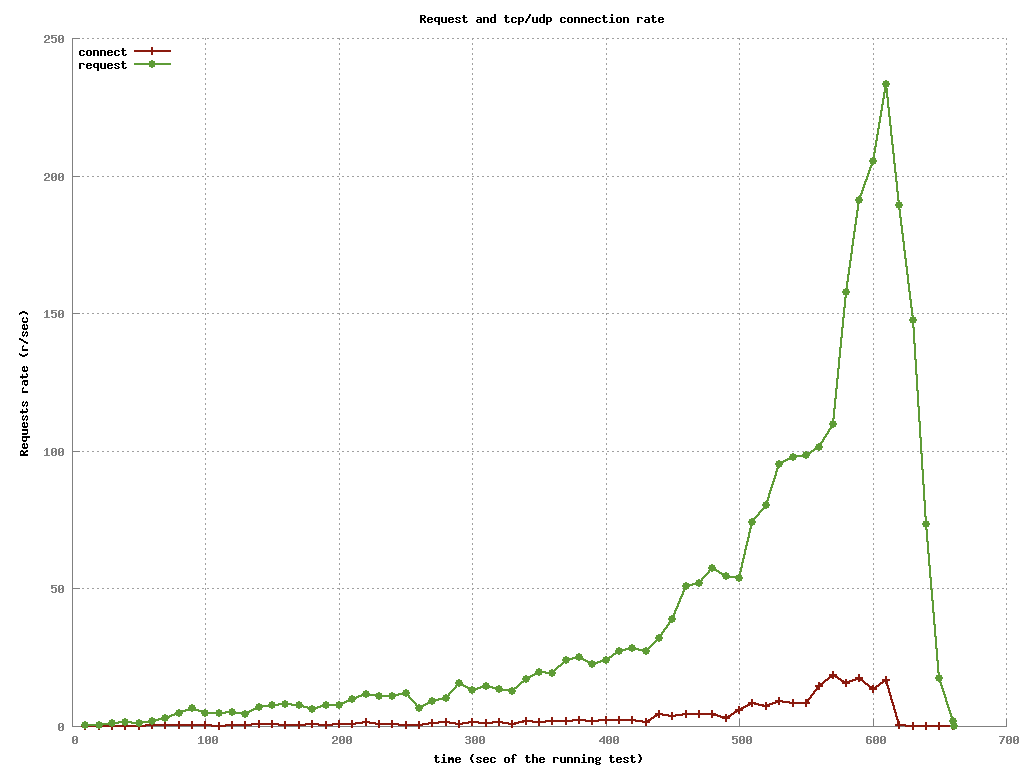 Request and tcp/udp connection rate
250
connect
request
200
150
Requests rate (r/sec)
100
50
0
0 100 200 300 400 500 600 700
time (sec of the running test)